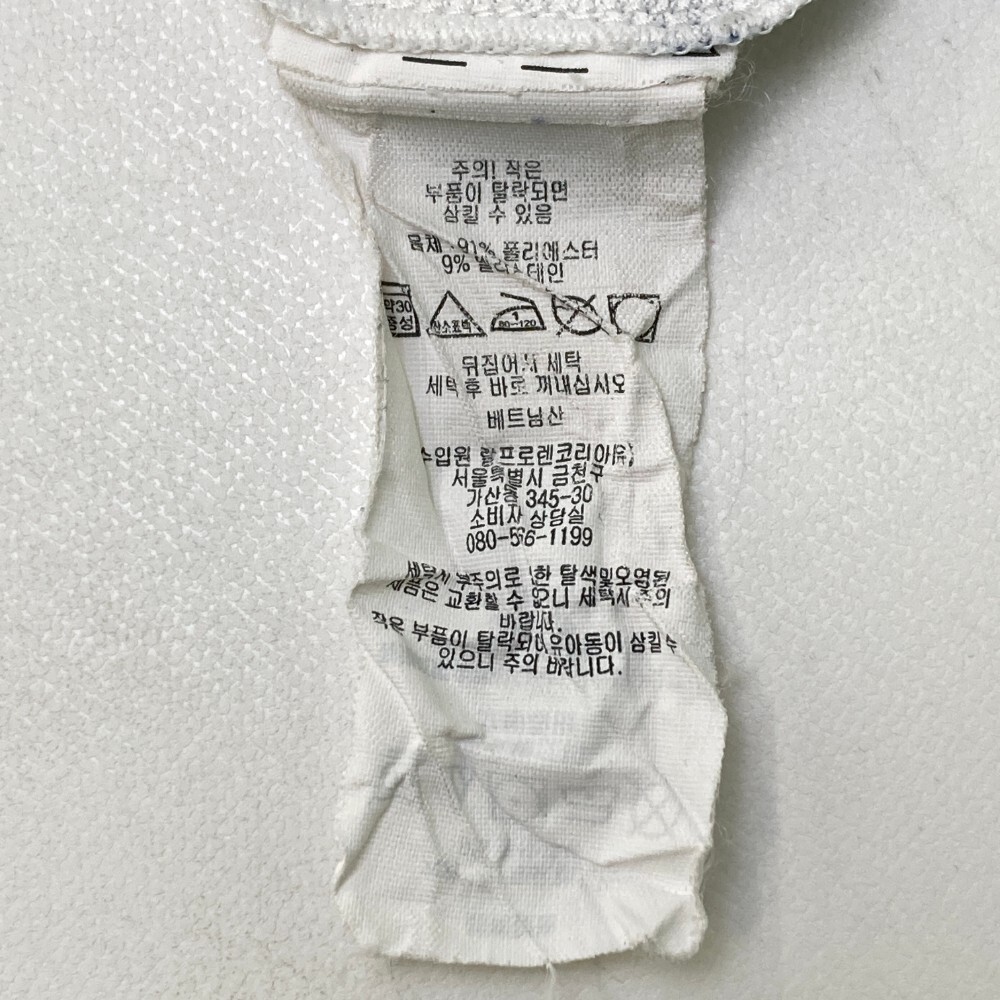 주의! 작은
부품이 탈락되면
삼킬 수 있음
몸체 : 91% 폴리에스터
9% 엘라스테인
약30
중성
산소표백
1
80~120
뒤집어서 세탁
세탁 후 바로 꺼내십시오
베트남산
수입원 랄프로렌코리아(유)
서울특별시 금천구
가산동 345-30
소비자 상담실
080-566-1199
세탁시 부주의로 인한 탈색및오염된
제품은 교환할 수 없으니 세탁시 주의
바랍니다.
작은 부품이 탈락되어유아동이 삼킬수
있으니 주의 바랍니다.